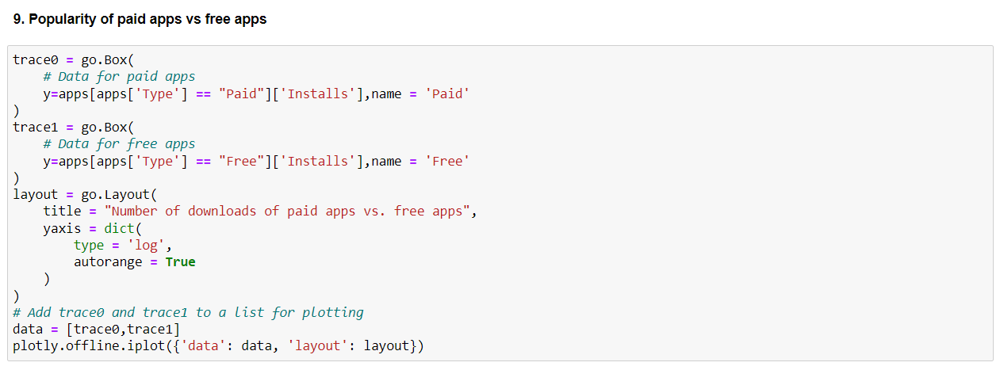 9. Popularity of paid apps vs free apps
trace0 = go.Box(
    # Data for paid apps
    y=apps[apps['Type'] == "Paid"]['Installs'],name = 'Paid'
)
trace1 = go.Box(
    # Data for free apps
    y=apps[apps['Type'] == "Free"]['Installs'],name = 'Free'
)
layout = go.Layout(
    title = "Number of downloads of paid apps vs. free apps",
    yaxis = dict(
        type = 'log',
        autorange = True
    )
)
# Add trace0 and trace1 to a list for plotting
data = [trace0,trace1]
plotly.offline.iplot({'data': data, 'layout': layout})